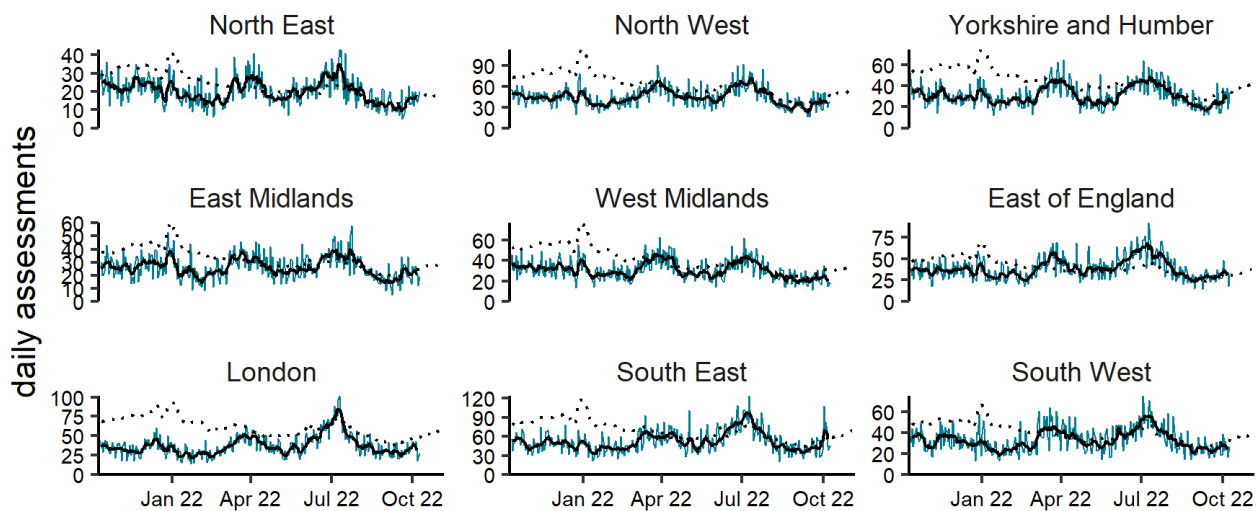 North East North West Yorkshire and Humber
40 90 60
30 60 40
20 30 20
10 0 0
0
East Midlands West Midlands East of England
60 60 75
50 40 50
40 20 25
30 0 0
20
10
0
London South East South West
100 120 60
75 90 40
50 60 20
25 30 0
0 0
Jan 22 Apr 22 Jul 22 Oct 22 Jan 22 Apr 22 Jul 22 Oct 22 Jan 22 Apr 22 Jul 22 Oct 22
daily assessments